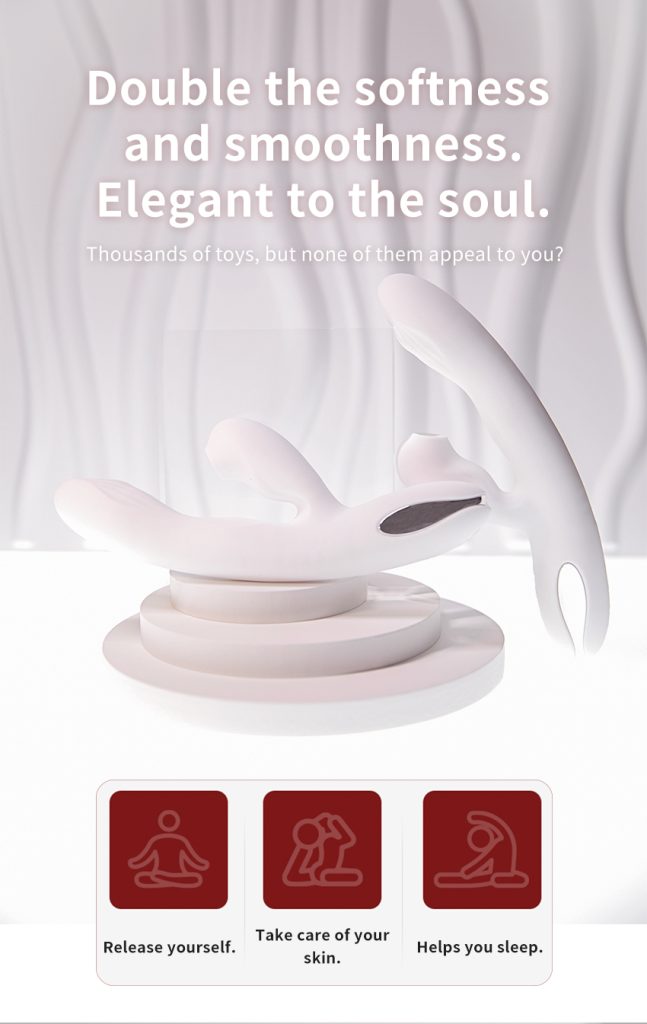 Double the softness
and smoothness.
Elegant to the soul.
Thousands of toys, but none of them appeal to you?
Release yourself.
Take care of your
skin.
Helps you sleep.